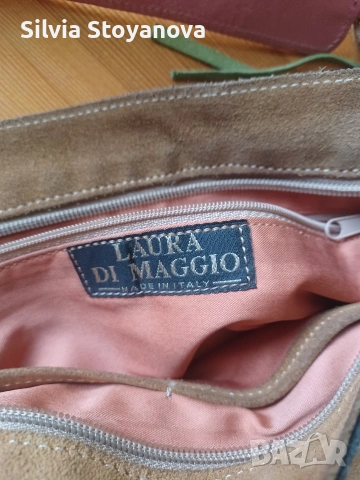 Silvia Stoyanova
LAURA
DI MAGGIO
MADE IN ITALY
BAZAR